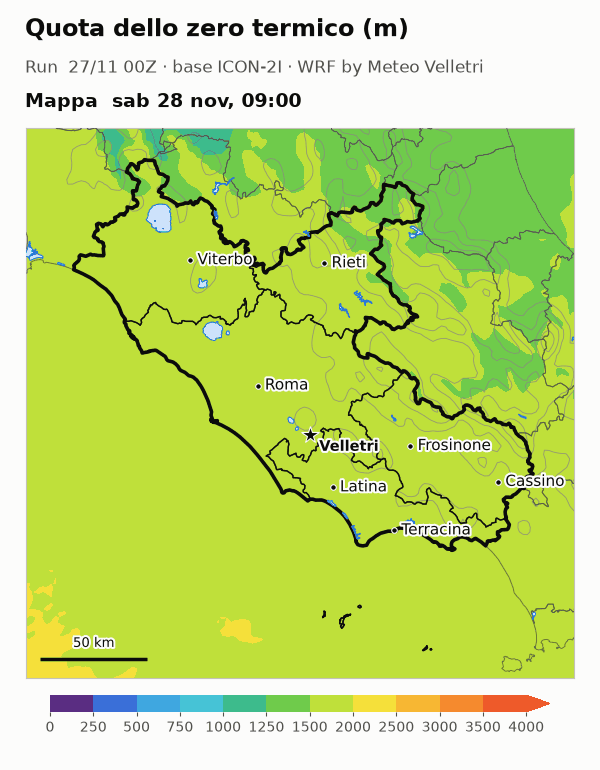 Quota dello zero termico (m)
Run 27/11 00Z · base ICON-2I · WRF by Meteo Velletri
Mappa sab 28 nov, 09:00
Viterbo
Rieti
Roma
Velletri
Frosinone
Latina
Cassino
Terracina
50 km
0 250 500 750 1000 1250 1500 2000 2500 3000 3500 4000